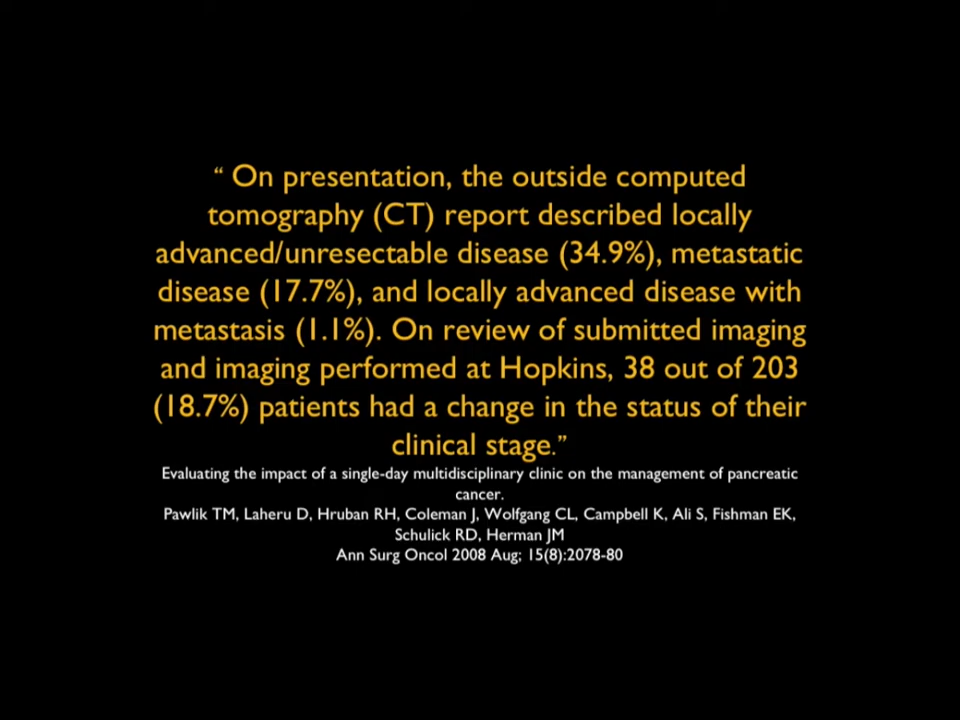 “ On presentation, the outside computed
tomography (CT) report described locally
advanced/unresectable disease (34.9%), metastatic
disease (17.7%), and locally advanced disease with
metastasis (1.1%). On review of submitted imaging
and imaging performed at Hopkins, 38 out of 203
(18.7%) patients had a change in the status of their
clinical stage.”
Evaluating the impact of a single-day multidisciplinary clinic on the management of pancreatic
cancer.
Pawlik TM, Laheru D, Hruban RH, Coleman J, Wolfgang CL, Campbell K, Ali S, Fishman EK,
Schulick RD, Herman JM
Ann Surg Oncol 2008 Aug; 15(8):2078-80